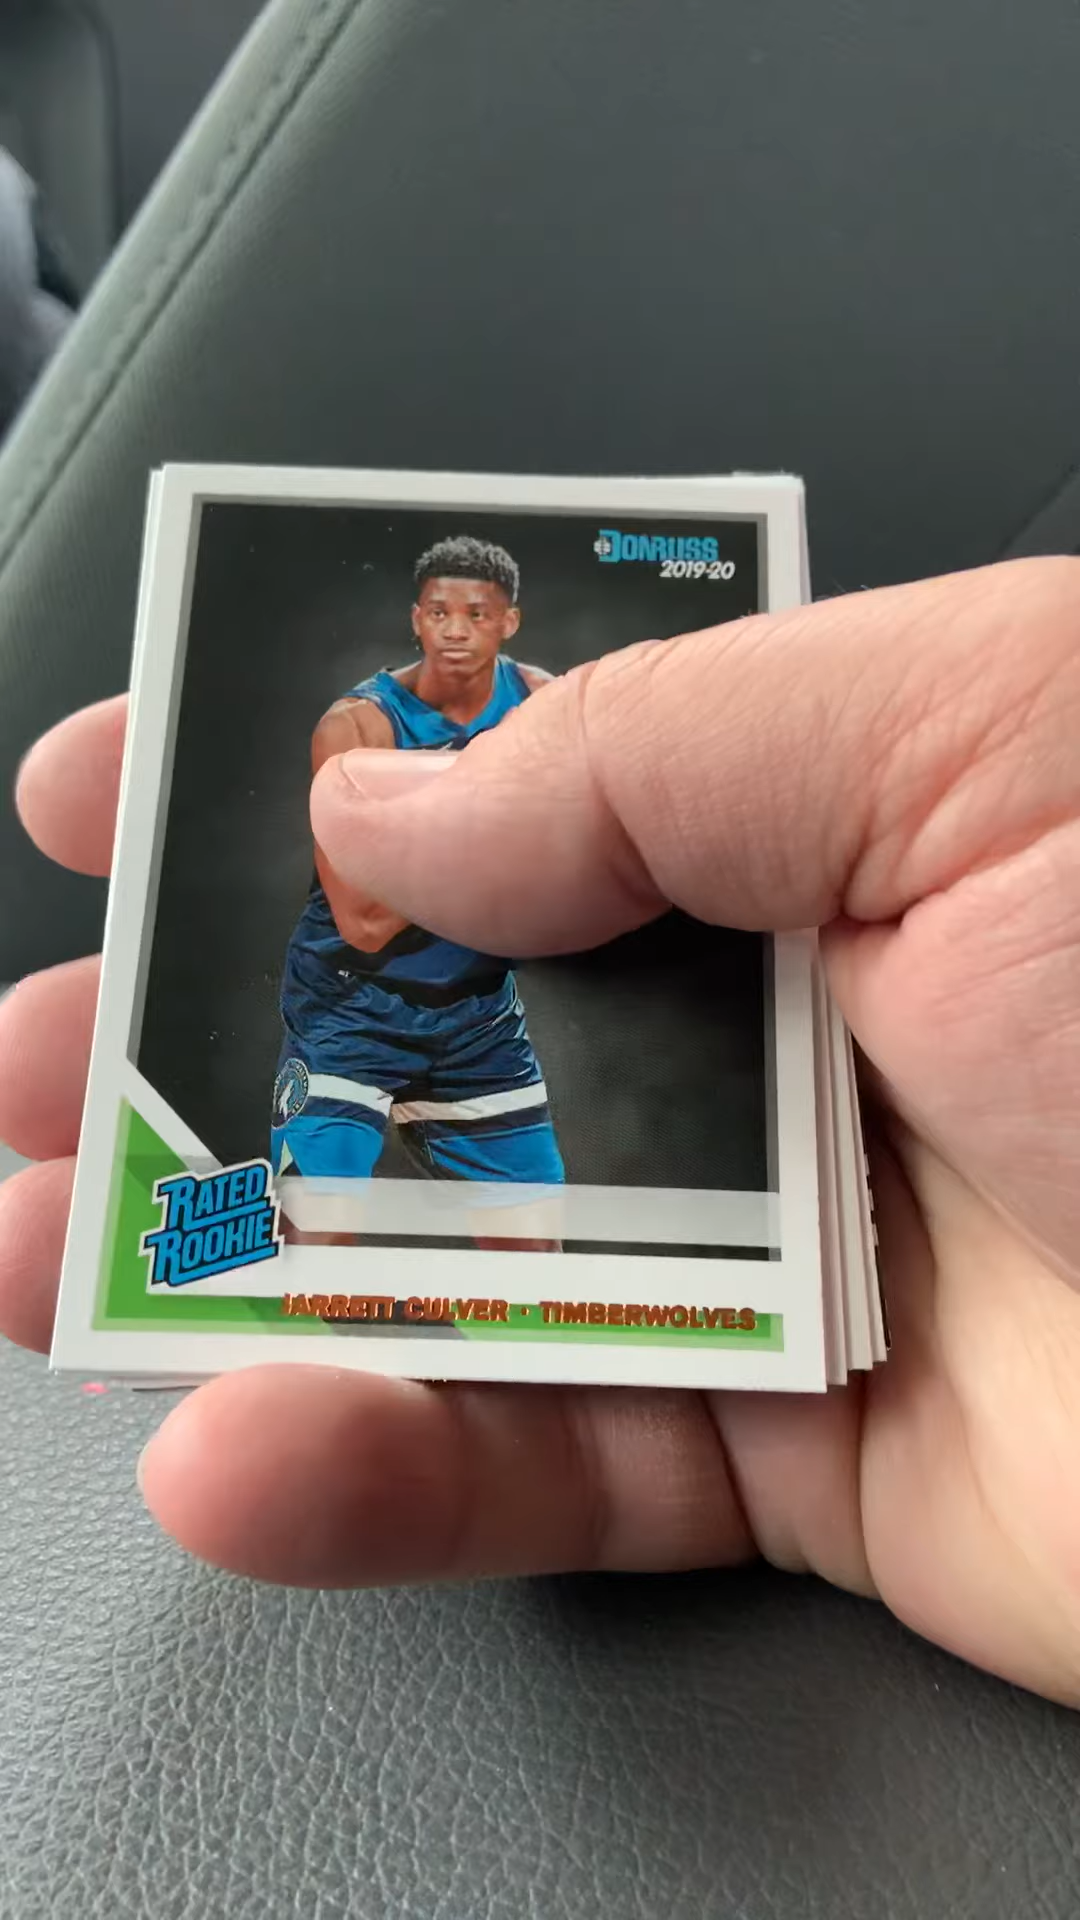 DONRUSS
2019-20
RATED
ROOKIE
JARRETT CULVER · TIMBERWOLVES